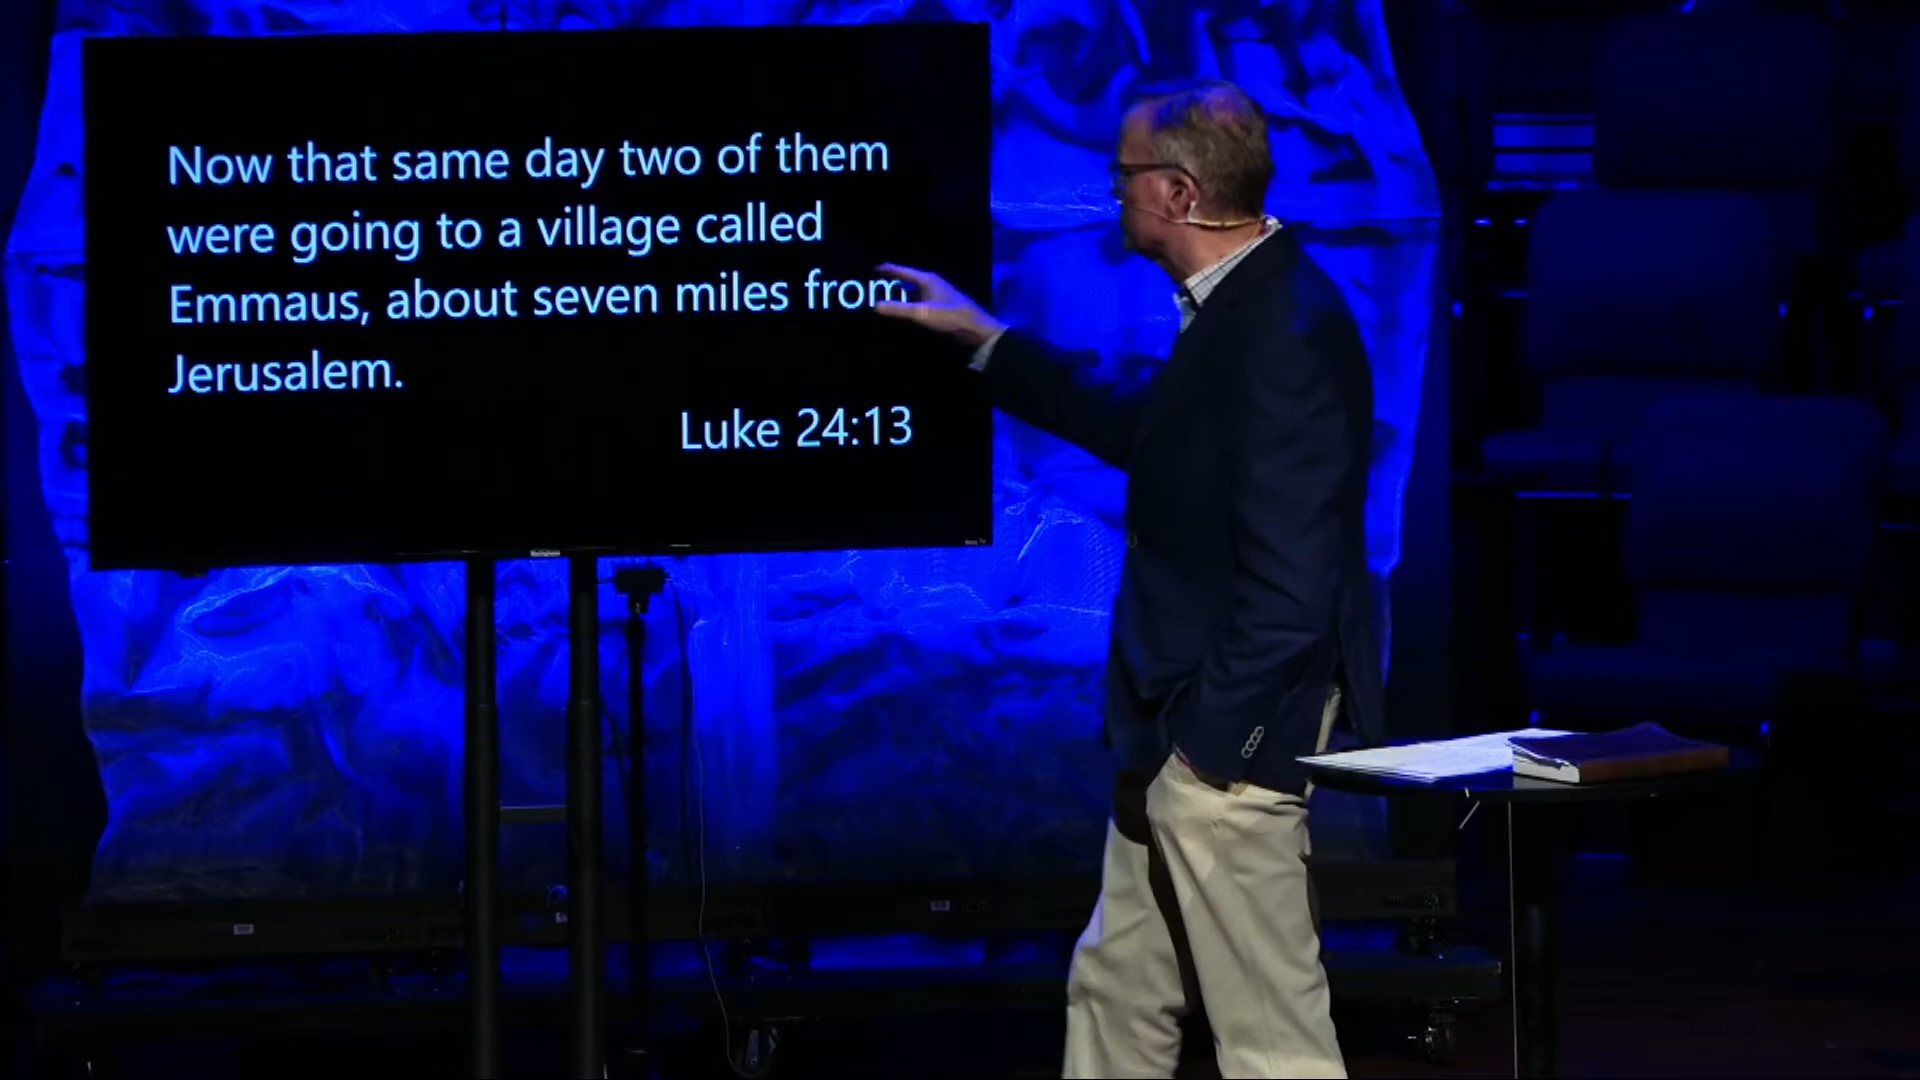 Now that same day two of them
were going to a village called
Emmaus, about seven miles from
Jerusalem.
Luke 24:13